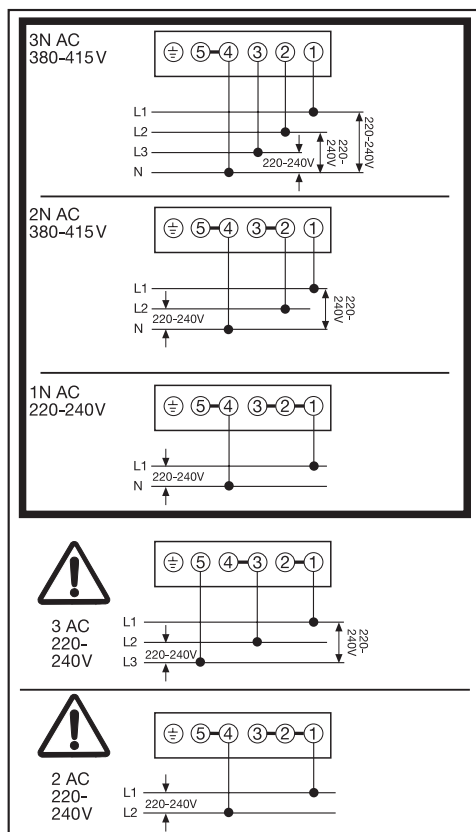 3N AC
380-415V
⏚ 5 4 3 2 1
L1
L2
L3
N
220-240V
220-
240V
220-240V
2N AC
380-415V
⏚ 5 4 3 2 1
L1
L2
N
220-240V
220-
240V
1N AC
220-240V
⏚ 5 4 3 2 1
L1
N
220-240V
3 AC
220-
240V
⏚ 5 4 3 2 1
L1
L2
L3
220-240V
220-
240V
2 AC
220-
240V
⏚ 5 4 3 2 1
L1
L2
220-240V